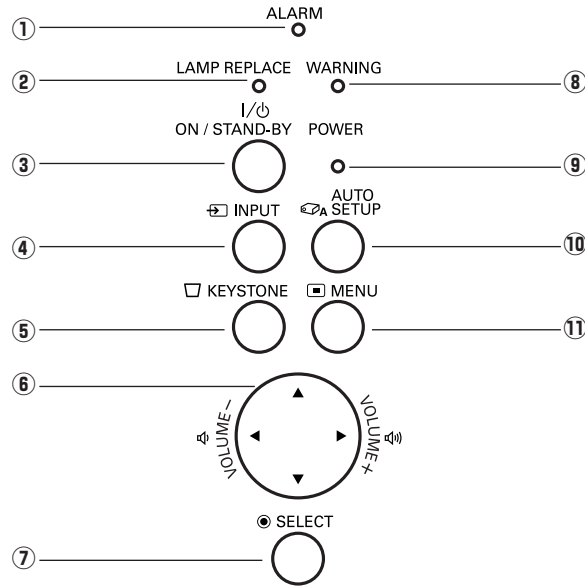 ALARM
①
② LAMP REPLACE WARNING ⑧
I/⏻
ON / STAND-BY POWER
③ ⑨
INPUT A AUTO
SETUP
④ ⑩
KEYSTONE MENU
⑤ ⑪
⑥
VOLUME – VOLUME +
SELECT
⑦